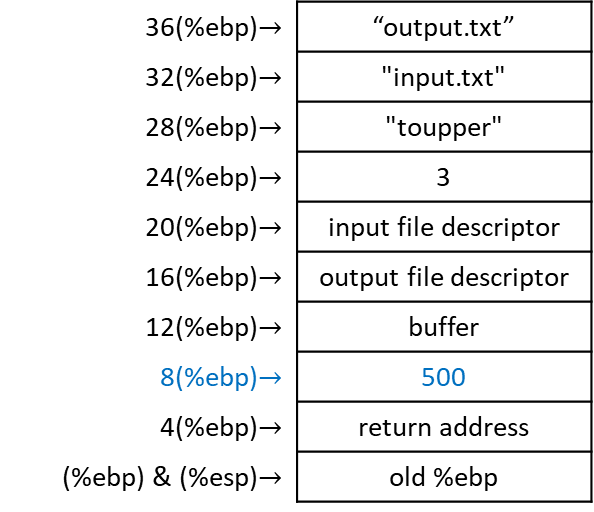 36(%ebp)→ “output.txt”
32(%ebp)→ "input.txt"
28(%ebp)→ "toupper"
24(%ebp)→ 3
20(%ebp)→ input file descriptor
16(%ebp)→ output file descriptor
12(%ebp)→ buffer
8(%ebp)→ 500
4(%ebp)→ return address
(%ebp) & (%esp)→ old %ebp